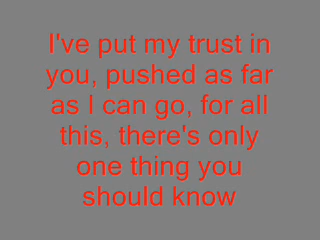 I've put my trust in
you, pushed as far
as I can go, for all
this, there's only
one thing you
should know